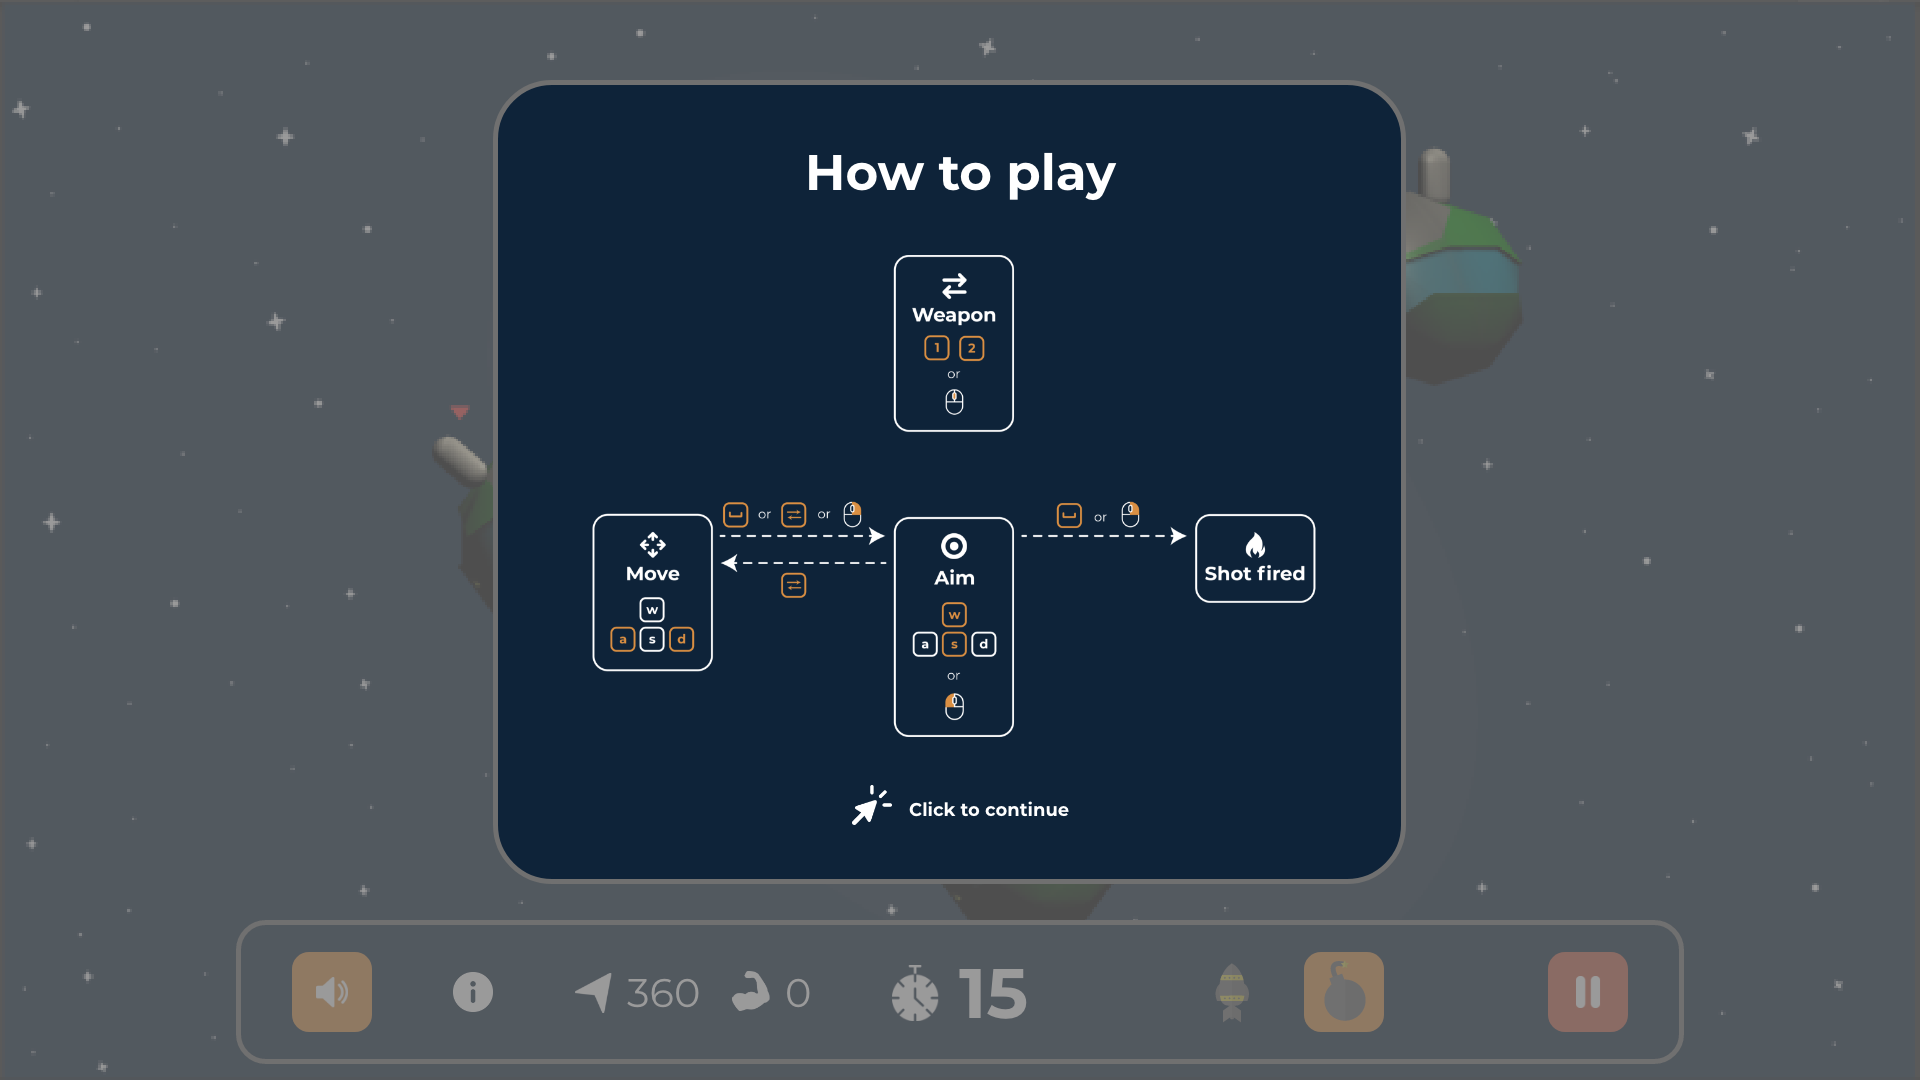 How to play
Weapon
1 2
or
or or
or
Move
Aim
Shot fired
w
a s d
w
a s d
or
Click to continue
360
0
15